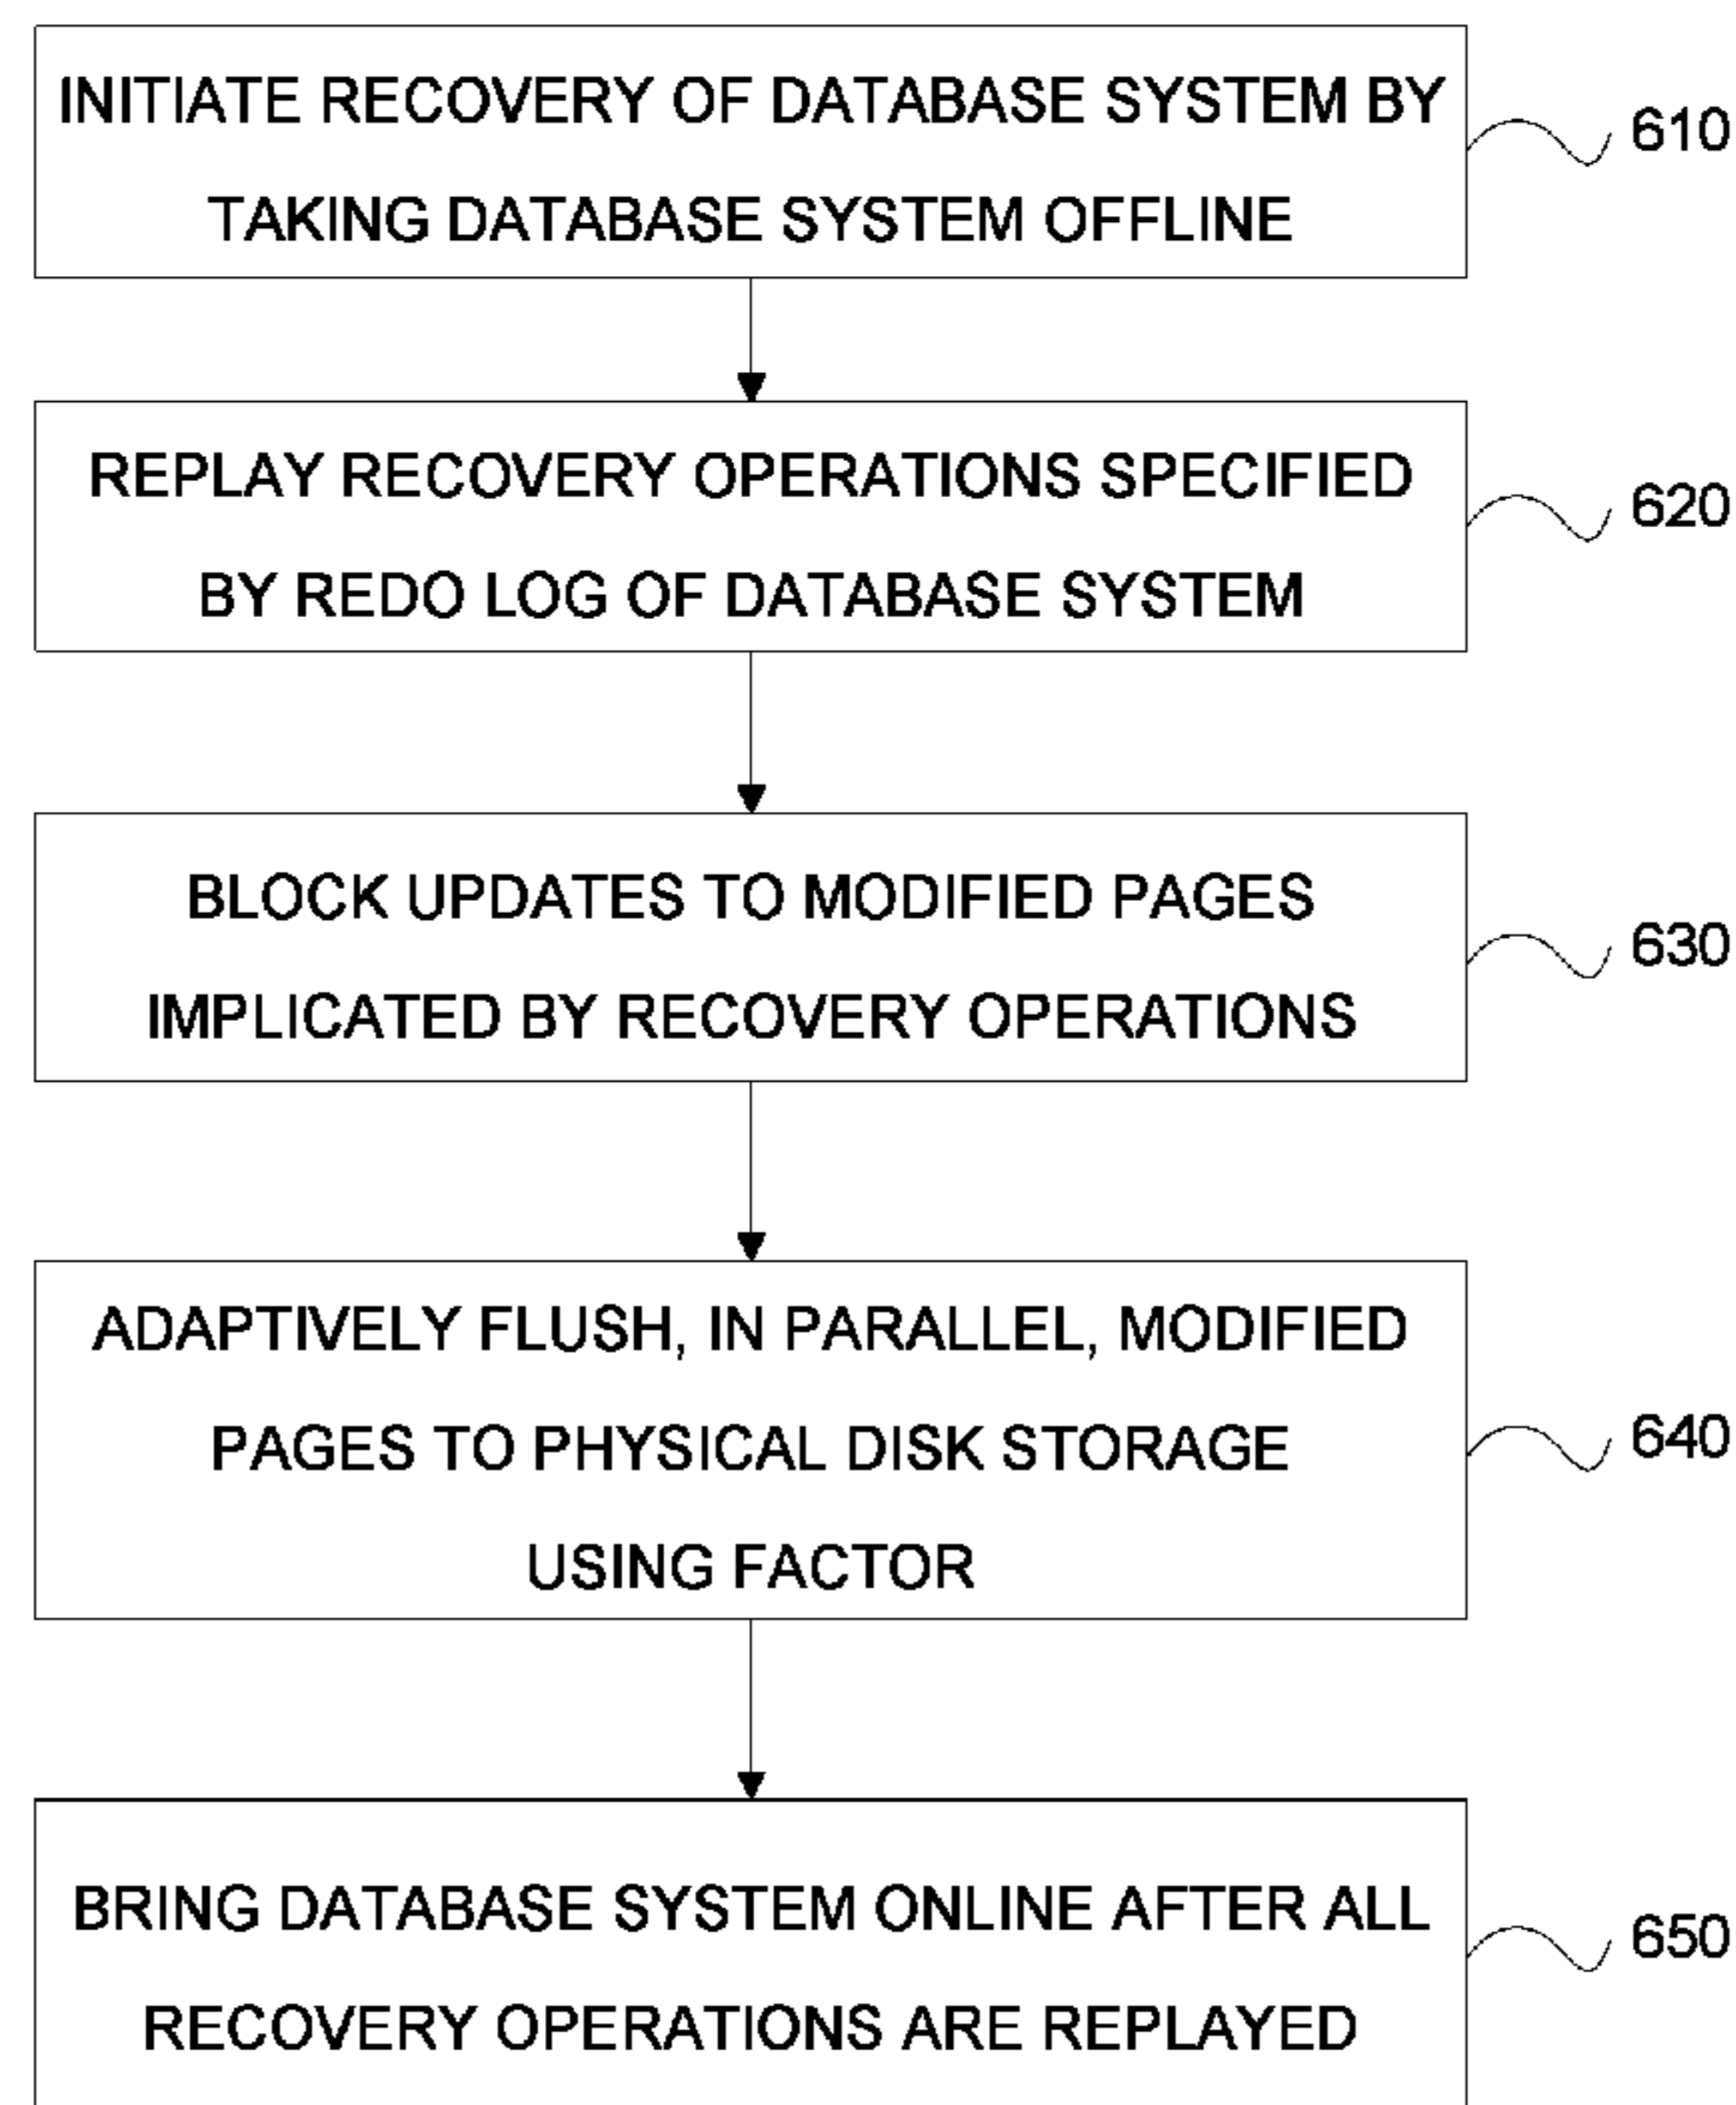 INITIATE RECOVERY OF DATABASE SYSTEM BY
TAKING DATABASE SYSTEM OFFLINE
610
REPLAY RECOVERY OPERATIONS SPECIFIED
BY REDO LOG OF DATABASE SYSTEM
620
BLOCK UPDATES TO MODIFIED PAGES
IMPLICATED BY RECOVERY OPERATIONS
630
ADAPTIVELY FLUSH, IN PARALLEL, MODIFIED
PAGES TO PHYSICAL DISK STORAGE
USING FACTOR
640
BRING DATABASE SYSTEM ONLINE AFTER ALL
RECOVERY OPERATIONS ARE REPLAYED
650